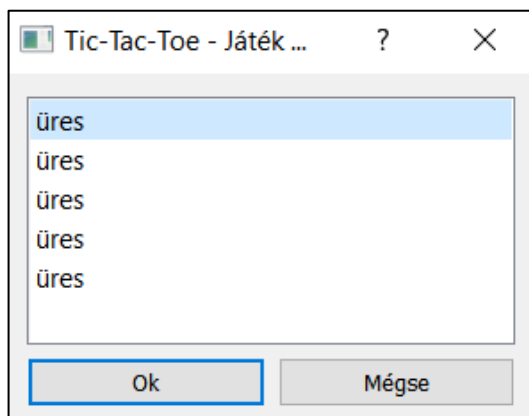 Tic-Tac-Toe - Játék ... ?
üres
üres
üres
üres
üres
Ok Mégse